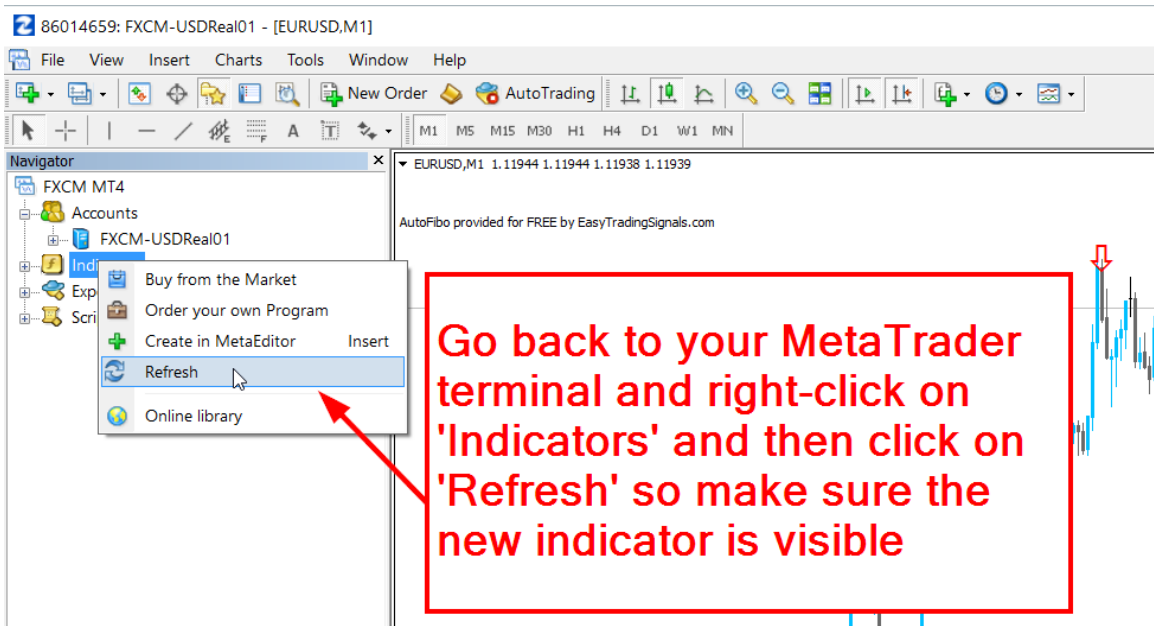 86014659: FXCM-USDReal01 - [EURUSD,M1]
File View Insert Charts Tools Window Help
New Order AutoTrading
E F A T M1 M5 M15 M30 H1 H4 D1 W1 MN
Navigator
EURUSD,M1 1.11944 1.11944 1.11938 1.11939
FXCM MT4
Accounts
AutoFibo provided for FREE by EasyTradingSignals.com
FXCM-USDReal01
Indi
Buy from the Market
Exp
Order your own Program
Scri
Create in MetaEditor Insert
Refresh
Online library
Go back to your MetaTrader
terminal and right-click on
'Indicators' and then click on
'Refresh' so make sure the
new indicator is visible